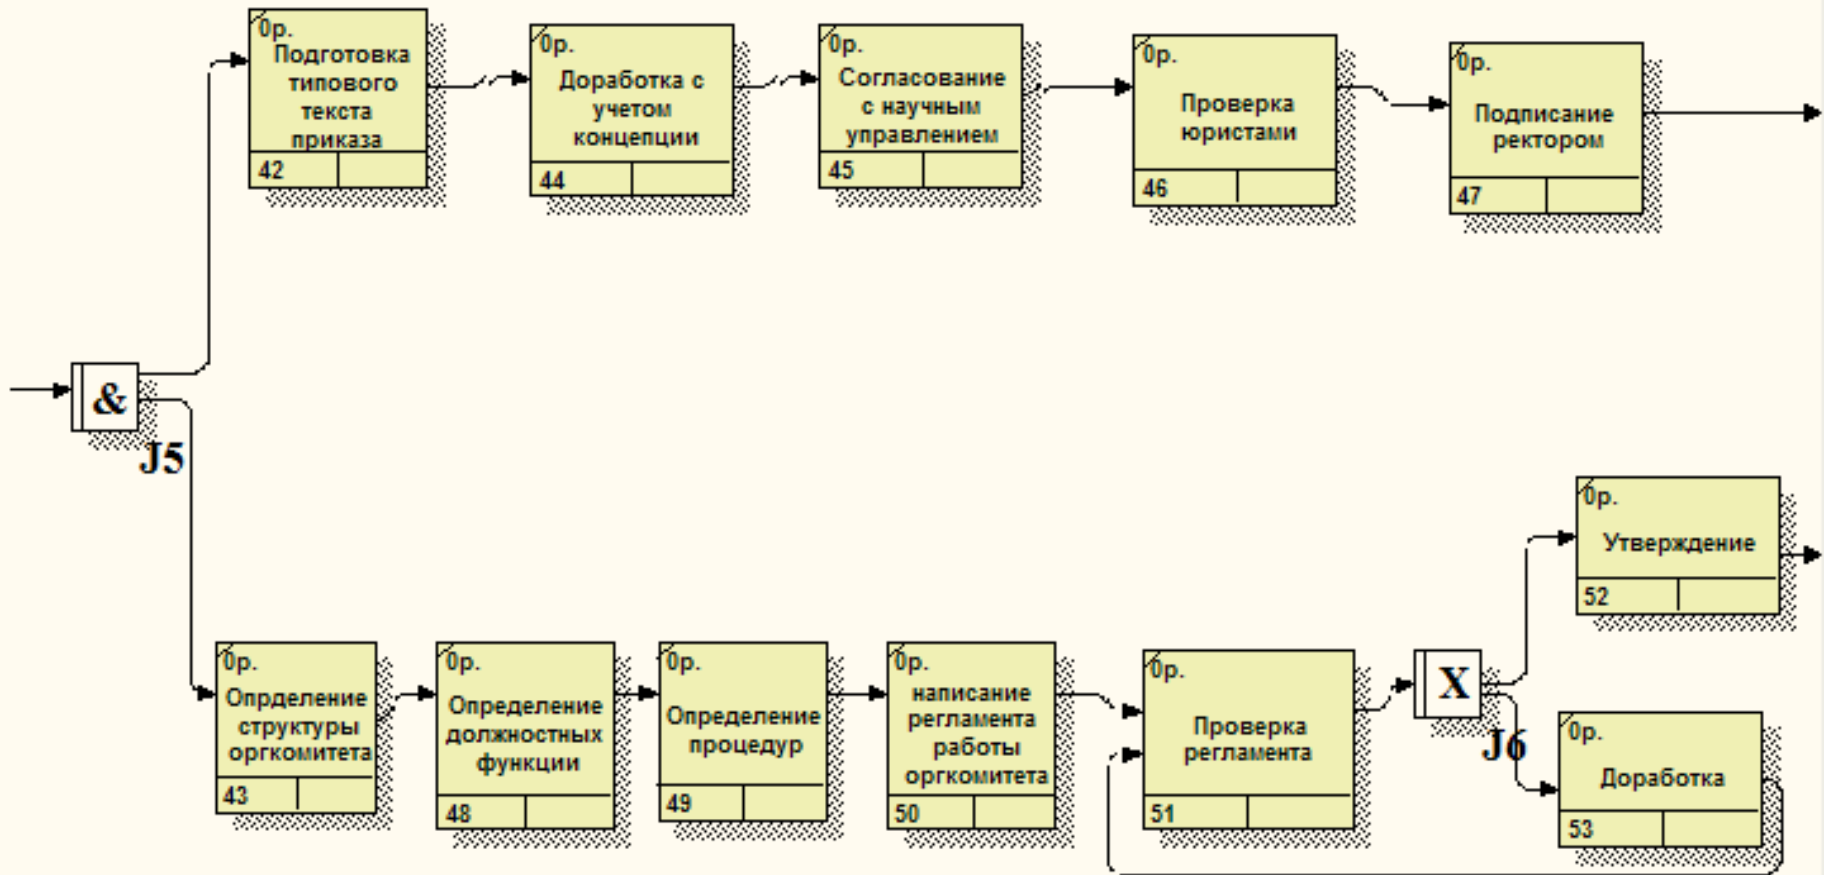 0р.
Подготовка
типового
текста
приказа
42
0р.
Доработка с
учетом
концепции
44
0р.
Согласование
с научным
управлением
45
0р.
Проверка
юристами
46
0р.
Подписание
ректором
47
&
J5
0р.
Опрделение
структуры
оргкомитета
43
0р.
Определение
должностных
функции
48
0р.
Определение
процедур
49
0р.
написание
регламента
работы
оргкомитета
50
0р.
Проверка
регламента
51
X
J6
0р.
Утверждение
52
0р.
Доработка
53